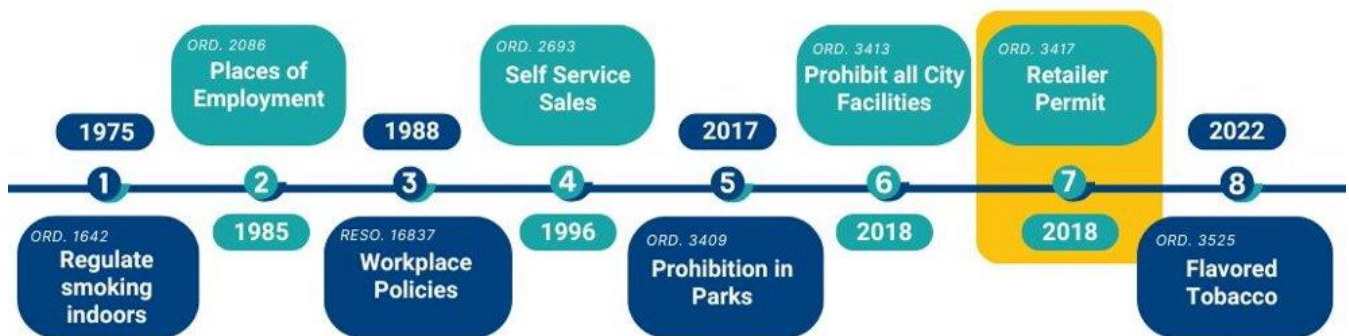 1975
1
ORD. 1642
Regulate
smoking
indoors
ORD. 2086
Places of
Employment
2
1985
1988
3
RESO. 16837
Workplace
Policies
ORD. 2693
Self Service
Sales
4
1996
2017
5
ORD. 3409
Prohibition in
Parks
ORD. 3413
Prohibit all City
Facilities
6
2018
ORD. 3417
Retailer
Permit
7
2018
2022
8
ORD. 3525
Flavored
Tobacco